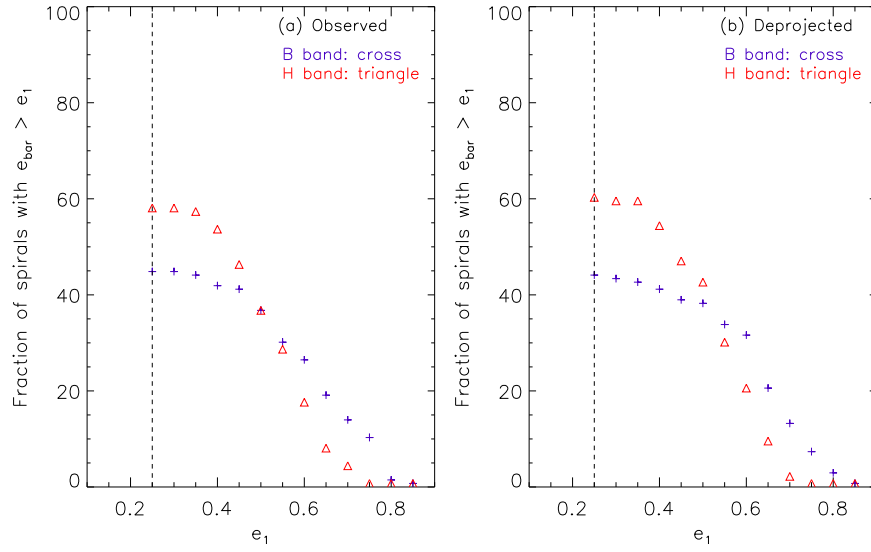 (a) Observed
B band: cross
H band: triangle
Fraction of spirals with e_bar > e_1
100
80
60
40
20
0
0.2
0.4
0.6
0.8
e_1
(b) Deprojected
B band: cross
H band: triangle
Fraction of spirals with e_bar > e_1
100
80
60
40
20
0
0.2
0.4
0.6
0.8
e_1